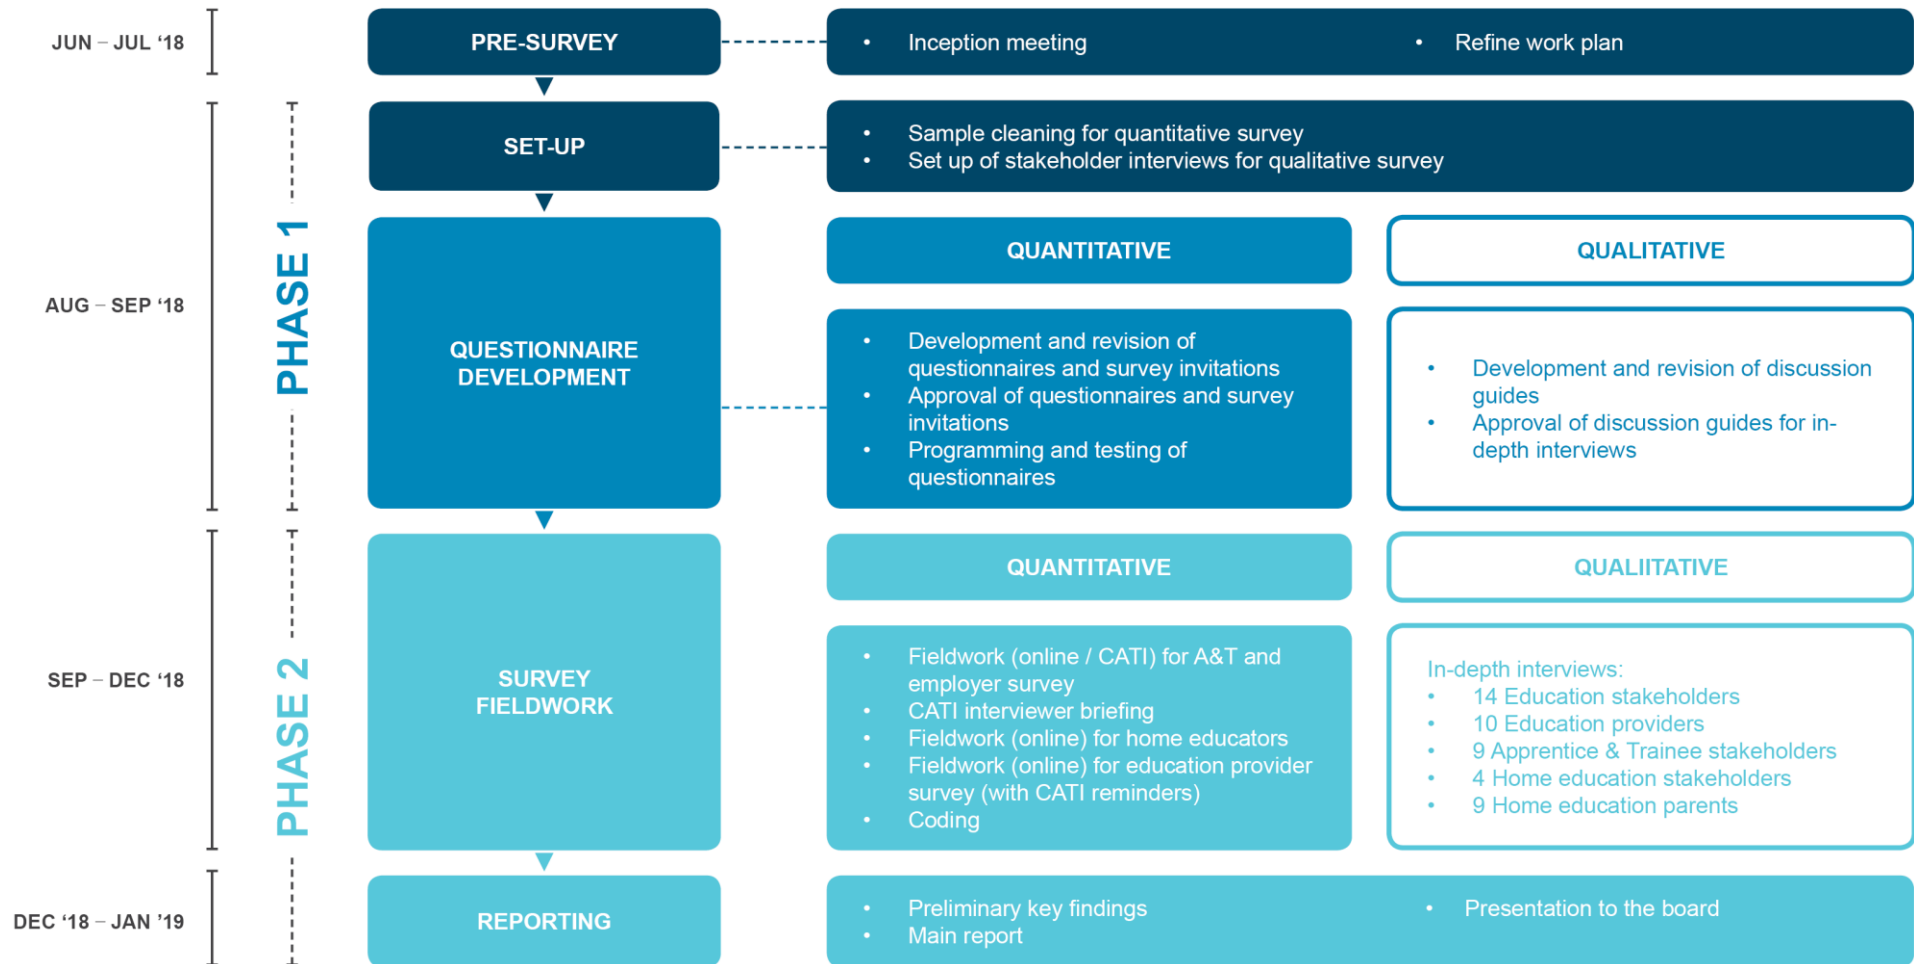 JUN – JUL ‘18
PRE-SURVEY
• Inception meeting
• Refine work plan
PHASE 1
AUG – SEP ‘18
SET-UP
• Sample cleaning for quantitative survey
• Set up of stakeholder interviews for qualitative survey
QUESTIONNAIRE
DEVELOPMENT
QUANTITATIVE
• Development and revision of
questionnaires and survey invitations
• Approval of questionnaires and survey
invitations
• Programming and testing of
questionnaires
QUALITATIVE
• Development and revision of discussion
guides
• Approval of discussion guides for in-
depth interviews
PHASE 2
SEP – DEC ‘18
SURVEY
FIELDWORK
QUANTITATIVE
• Fieldwork (online / CATI) for A&T and
employer survey
• CATI interviewer briefing
• Fieldwork (online) for home educators
• Fieldwork (online) for education provider
survey (with CATI reminders)
• Coding
QUALIITATIVE
In-depth interviews:
• 14 Education stakeholders
• 10 Education providers
• 9 Apprentice & Trainee stakeholders
• 4 Home education stakeholders
• 9 Home education parents
DEC ‘18 – JAN ’19
REPORTING
• Preliminary key findings
• Main report
• Presentation to the board